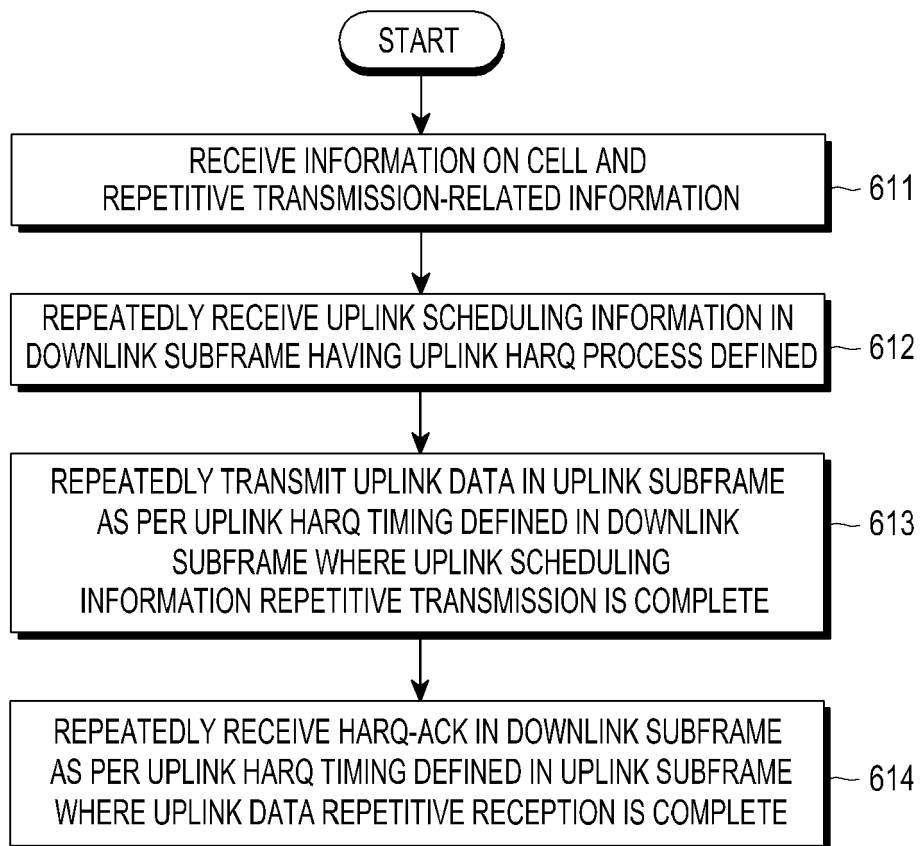 START
RECEIVE INFORMATION ON CELL AND
REPETITIVE TRANSMISSION-RELATED INFORMATION
611
REPEATEDLY RECEIVE UPLINK SCHEDULING INFORMATION IN
DOWNLINK SUBFRAME HAVING UPLINK HARQ PROCESS DEFINED
612
REPEATEDLY TRANSMIT UPLINK DATA IN UPLINK SUBFRAME
AS PER UPLINK HARQ TIMING DEFINED IN DOWNLINK
SUBFRAME WHERE UPLINK SCHEDULING
INFORMATION REPETITIVE TRANSMISSION IS COMPLETE
613
REPEATEDLY RECEIVE HARQ-ACK IN DOWNLINK SUBFRAME
AS PER UPLINK HARQ TIMING DEFINED IN UPLINK SUBFRAME
WHERE UPLINK DATA REPETITIVE RECEPTION IS COMPLETE
614